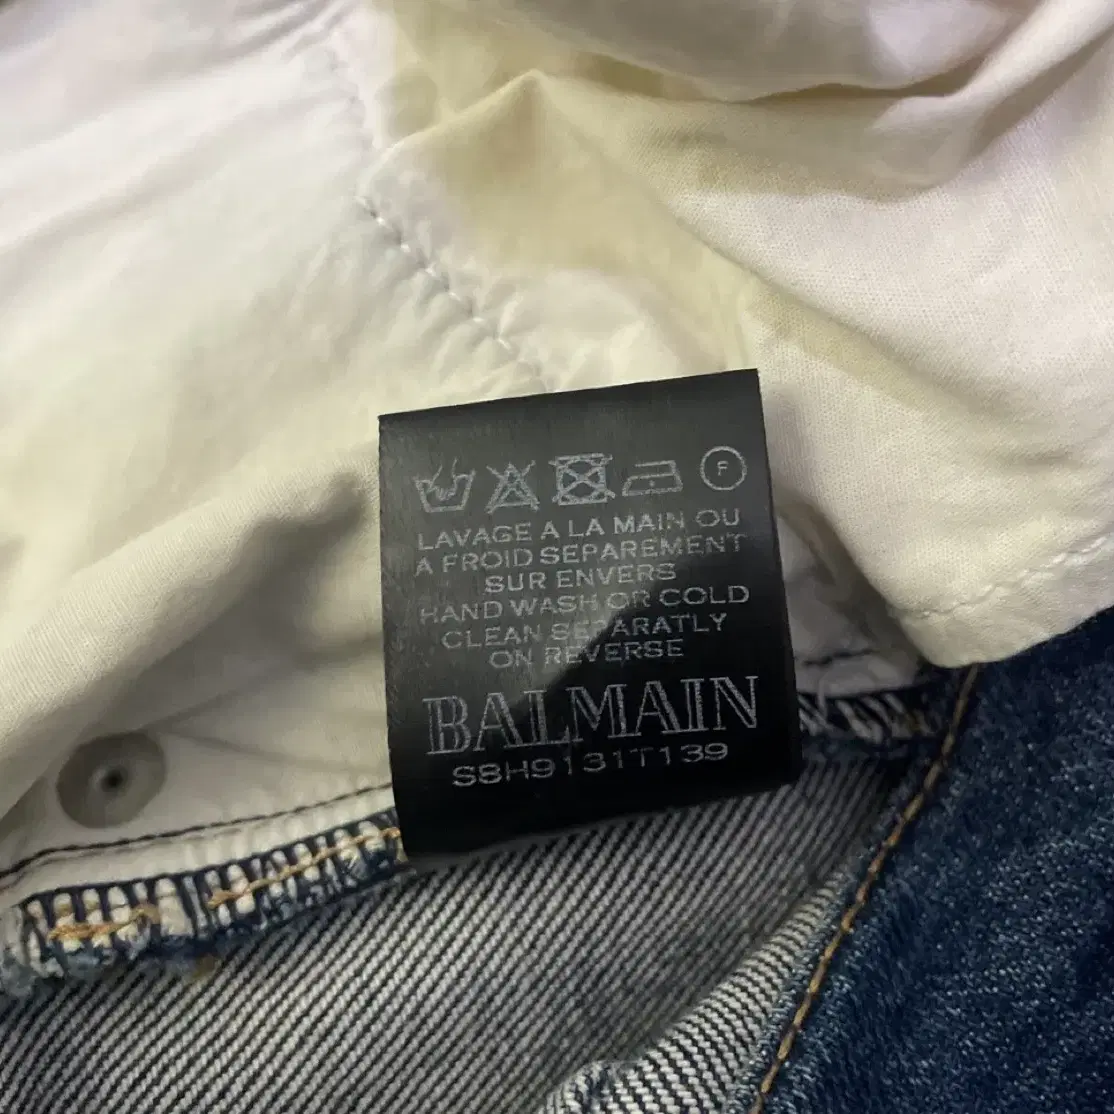 F
LAVAGE A LA MAIN OU
A FROID SEPAREMENT
SUR ENVERS
HAND WASH OR COLD
CLEAN SEPARATLY
ON REVERSE
BALMAIN
S8H9131T139